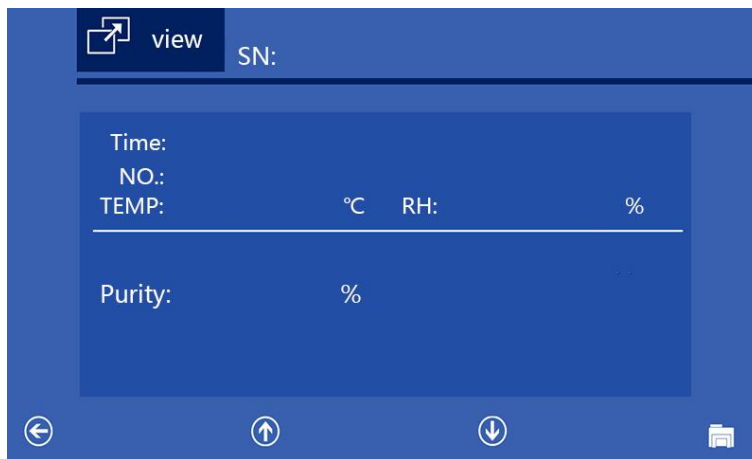 view
SN:
Time:
NO.:
TEMP: ℃ RH: %
Purity: %